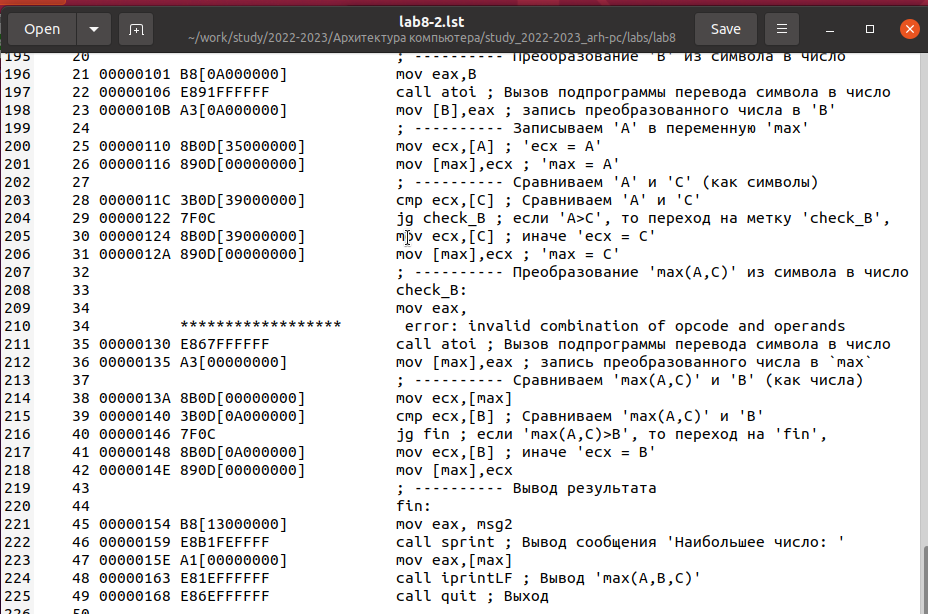 lab8-2.lst
Open
~/work/study/2022-2023/Архитектура компьютера/study_2022-2023_arh-pc/labs/lab8
Save
195 20 ; ---------- Преобразование 'B' из символа в число
196 21 00000101 B8[0A000000] mov eax,B
197 22 00000106 E891FFFFFF call atoi ; Вызов подпрограммы перевода символа в число
198 23 0000010B A3[0A000000] mov [B],eax ; запись преобразованного числа в 'B'
199 24 ; ---------- Записываем 'A' в переменную 'max'
200 25 00000110 8B0D[35000000] mov ecx,[A] ; 'ecx = A'
201 26 00000116 890D[00000000] mov [max],ecx ; 'max = A'
202 27 ; ---------- Сравниваем 'A' и 'C' (как символы)
203 28 0000011C 3B0D[39000000] cmp ecx,[C] ; Сравниваем 'A' и 'C'
204 29 00000122 7F0C jg check_B ; если 'A>C', то переход на метку 'check_B',
205 30 00000124 8B0D[39000000] mov ecx,[C] ; иначе 'ecx = C'
206 31 0000012A 890D[00000000] mov [max],ecx ; 'max = C'
207 32 ; ---------- Преобразование 'max(A,C)' из символа в число
208 33 check_B:
209 34 mov eax,
210 34 ****************** error: invalid combination of opcode and operands
211 35 00000130 E867FFFFFF call atoi ; Вызов подпрограммы перевода символа в число
212 36 00000135 A3[00000000] mov [max],eax ; запись преобразованного числа в `max`
213 37 ; ---------- Сравниваем 'max(A,C)' и 'B' (как числа)
214 38 0000013A 8B0D[00000000] mov ecx,[max]
215 39 00000140 3B0D[0A000000] cmp ecx,[B] ; Сравниваем 'max(A,C)' и 'B'
216 40 00000146 7F0C jg fin ; если 'max(A,C)>B', то переход на 'fin',
217 41 00000148 8B0D[0A000000] mov ecx,[B] ; иначе 'ecx = B'
218 42 0000014E 890D[00000000] mov [max],ecx
219 43 ; ---------- Вывод результата
220 44 fin:
221 45 00000154 B8[13000000] mov eax, msg2
222 46 00000159 E8B1FEFFFF call sprint ; Вывод сообщения 'Наибольшее число: '
223 47 0000015E A1[00000000] mov eax,[max]
224 48 00000163 E81EFFFFFF call iprintLF ; Вывод 'max(A,B,C)'
225 49 00000168 E86EFFFFFF call quit ; Выход
226 50